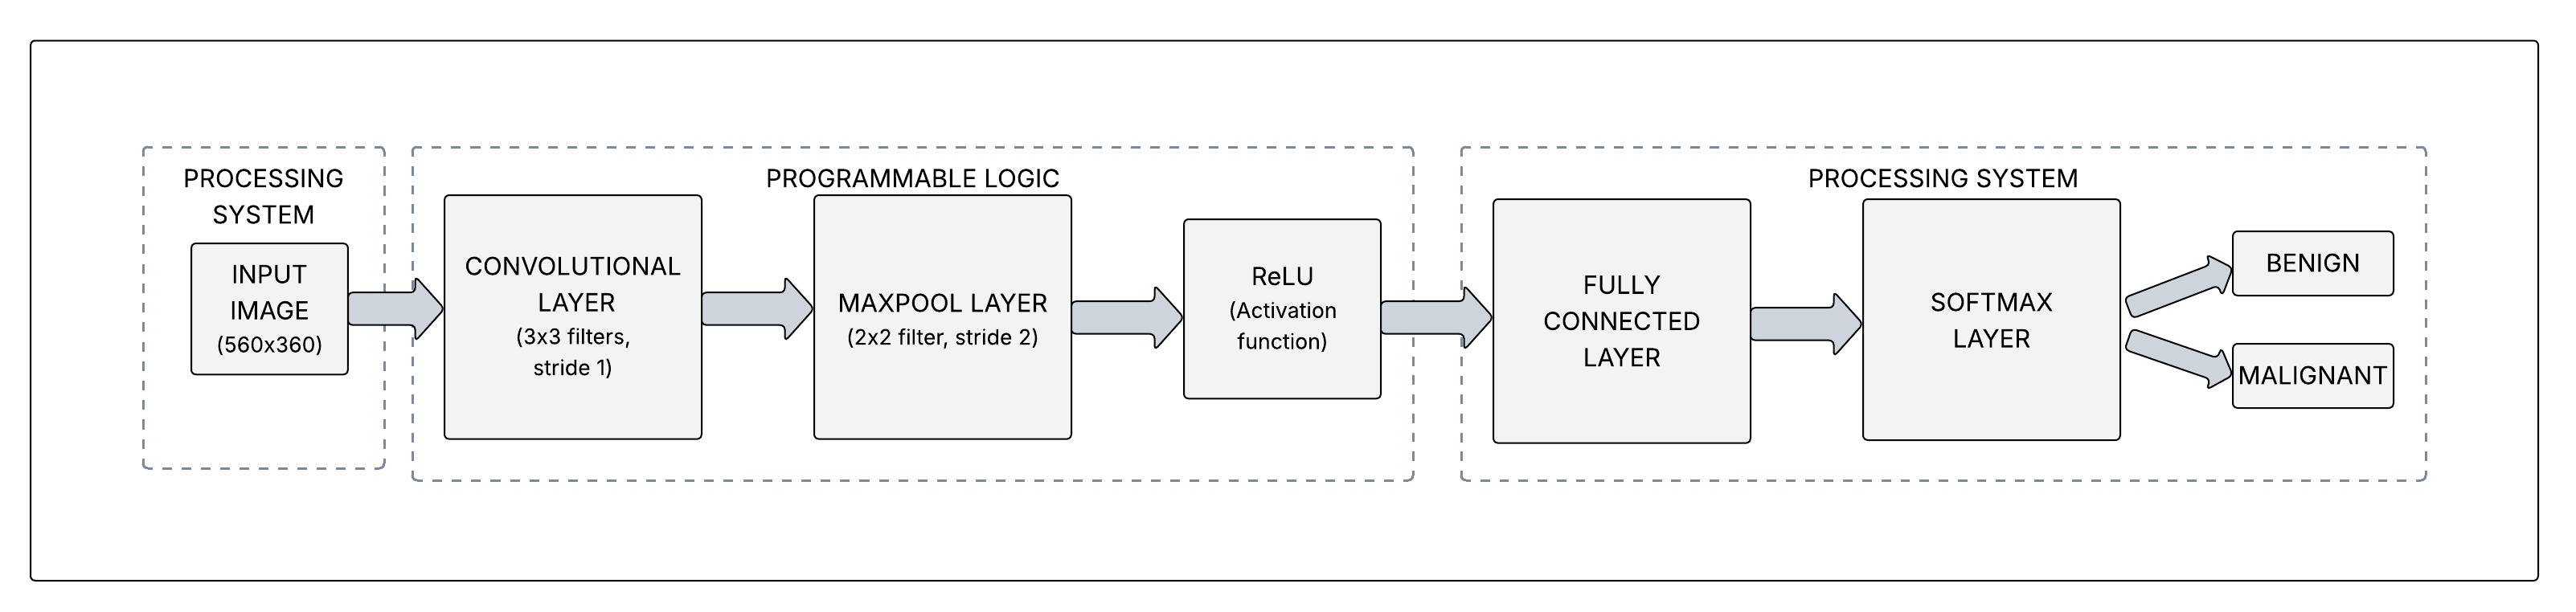 PROCESSING
SYSTEM
INPUT
IMAGE
(560x360)
PROGRAMMABLE LOGIC
CONVOLUTIONAL
LAYER
(3x3 filters,
stride 1)
MAXPOOL LAYER
(2x2 filter, stride 2)
ReLU
(Activation
function)
PROCESSING SYSTEM
FULLY
CONNECTED
LAYER
SOFTMAX
LAYER
BENIGN
MALIGNANT